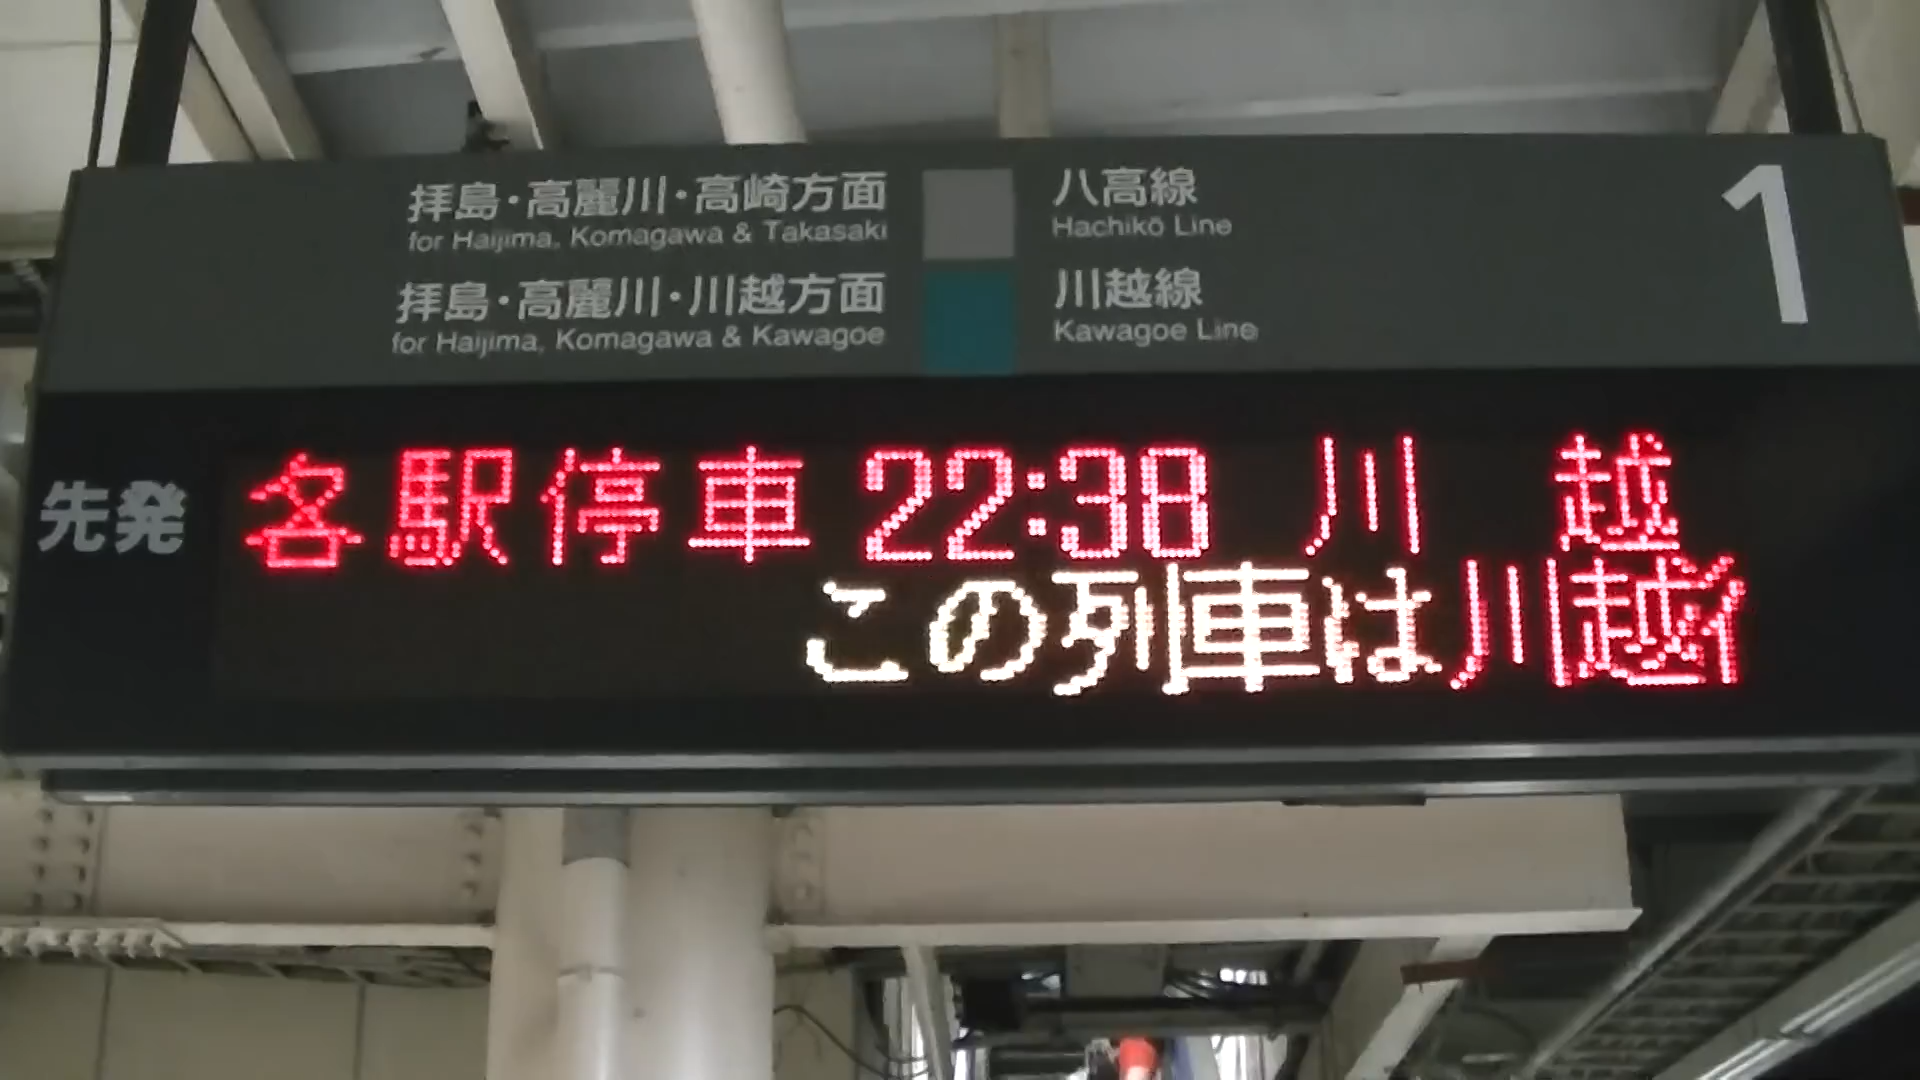 拝島・高麗川・高崎方面 八高線 1
for Haijima, Komagawa & Takasaki Hachikō Line
拝島・高麗川・川越方面 川越線
for Haijima, Komagawa & Kawagoe Kawagoe Line
先発 各駅停車 22:38 川越
この列車は川越